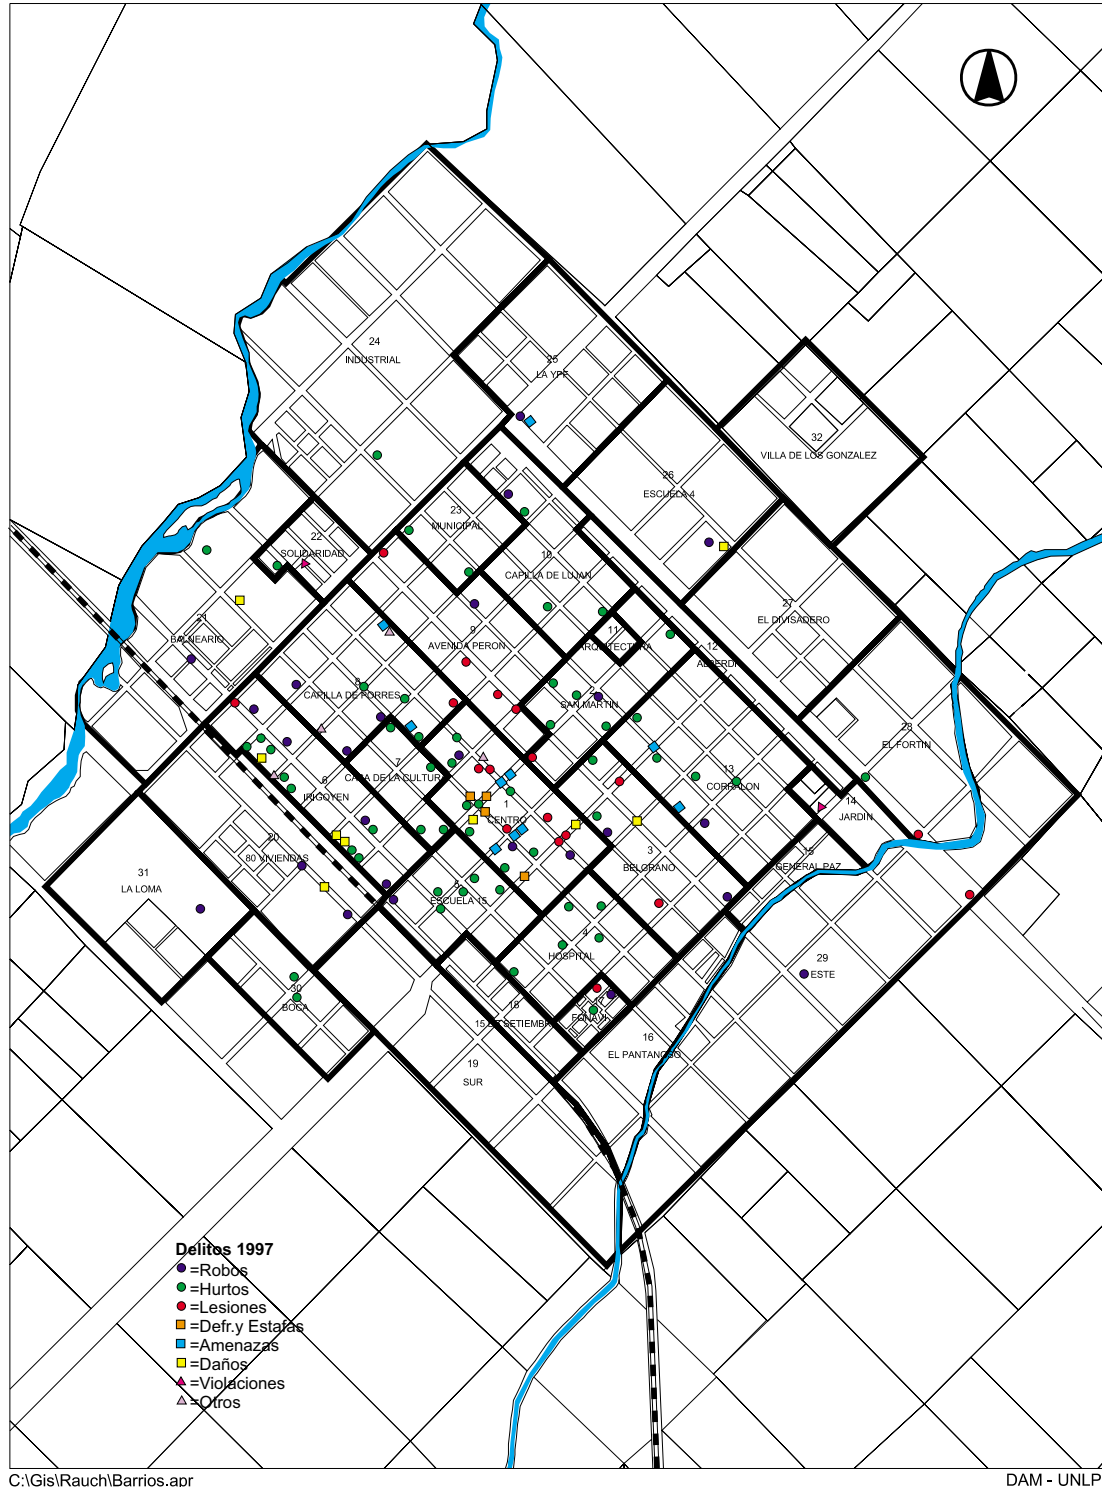 24
INDUSTRIAL
25
LA YPF
32
VILLA DE LOS GONZALEZ
26
ESCUELA 4
23
MUNICIPAL
22
SOLIDARIDAD
10
CAPILLA DE LUJAN
27
EL DIVISADERO
21
BALNEARIO
9
AVENIDA PERON
11
ARQUITECTURA
12
ALBERDI
8
CAPILLA DE PORRES
2
SAN MARTIN
28
EL FORTIN
7
CASA DE LA CULTURA
13
CORRALON
6
IRIGOYEN
1
CENTRO
14
JARDIN
20
80 VIVIENDAS
3
BELGRANO
15
GENERAL PAZ
31
LA LOMA
5
ESCUELA 15
4
HOSPITAL
29
ESTE
30
BOCA
18
15 DE SETIEMBRE
17
FONAVI
16
EL PANTANOSO
19
SUR
Delitos 1997
=Robos
=Hurtos
=Lesiones
=Defr.y Estafas
=Amenazas
=Daños
=Violaciones
=Otros
C:\Gis\Rauch\Barrios.apr
DAM - UNLP